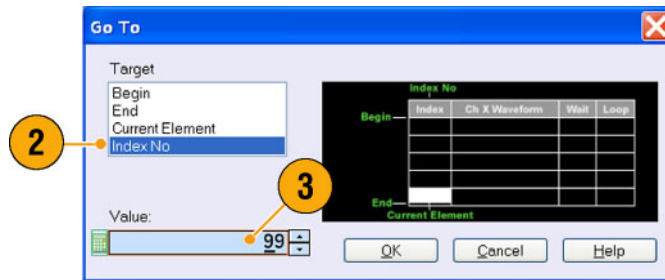 Go To
Target
Begin
End
Current Element
Index No
2
Value:
99
3
Index No
Begin
Index Ch X Waveform Wait Loop
End
Current Element
OK Cancel Help